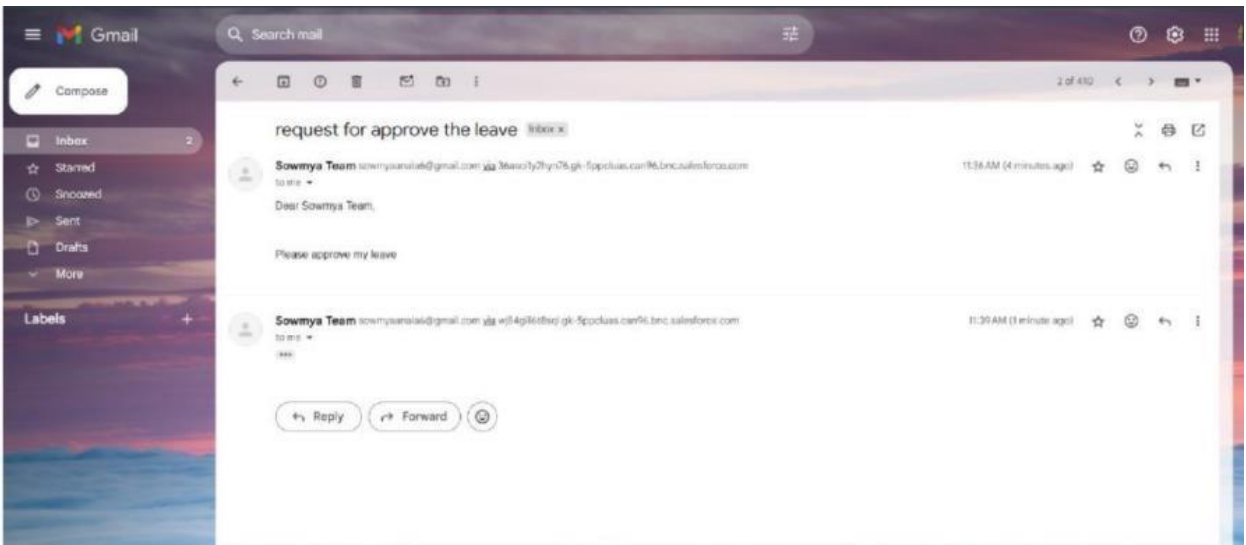 Gmail
Search mail
Compose
Inbox 2
Starred
Snoozed
Sent
Drafts
More
Labels
request for approve the leave Inbox x
Sowmya Team via
11:36 AM (4 minutes ago)
to me
Dear Sowmya Team,
Please approve my leave
Sowmya Team via
11:39 AM (1 minute ago)
to me
Reply Forward